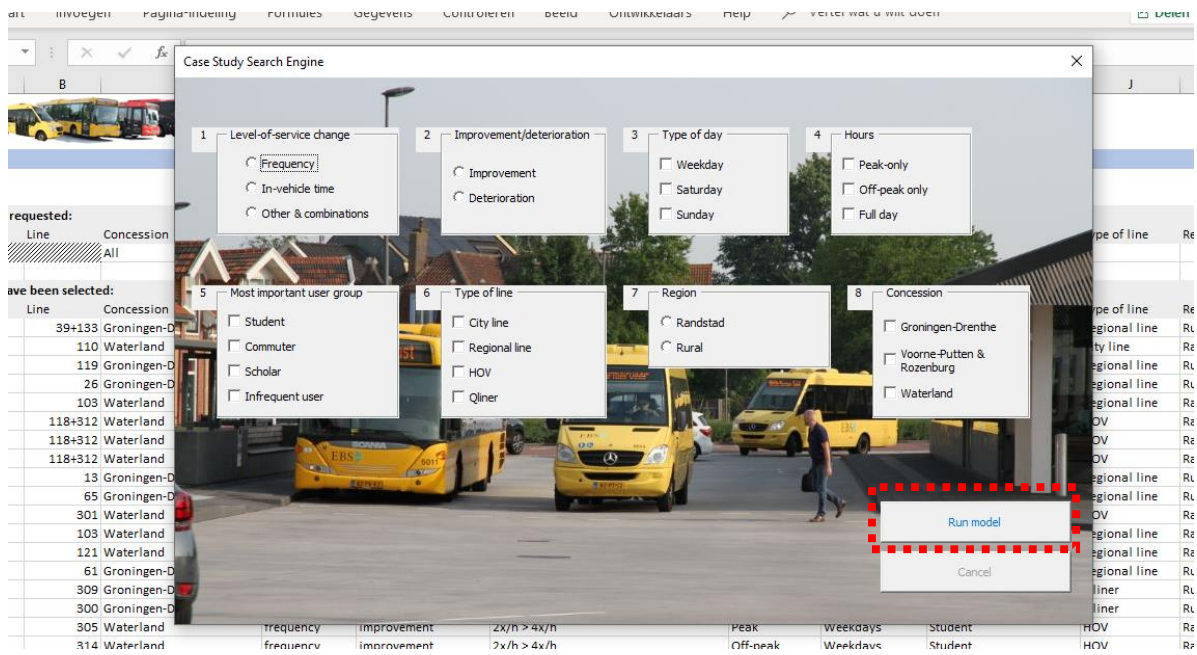 Invoegen Pagina-indeling Formules Gegevens Controleren Beeld Ontwikkelaars Help Vertel wat u wilt doen Delen
fx
B J
Case Study Search Engine
1 Level-of-service change
Frequency
In-vehicle time
Other & combinations
2 Improvement/deterioration
Improvement
Deterioration
3 Type of day
Weekday
Saturday
Sunday
4 Hours
Peak-only
Off-peak only
Full day
5 Most important user group
Student
Commuter
Scholar
Infrequent user
6 Type of line
City line
Regional line
HOV
Qliner
7 Region
Randstad
Rural
8 Concession
Groningen-Drenthe
Voorne-Putten &
Rozenburg
Waterland
Run model
Cancel
requested:
Line Concession ype of line Re
All
ave been selected:
Line Concession ype of line Re
39+133 Groningen-D egional line Ru
110 Waterland ity line Ra
119 Groningen-D egional line Ru
26 Groningen-D egional line Ru
103 Waterland egional line Ra
118+312 Waterland OV Ra
118+312 Waterland OV Ra
118+312 Waterland OV Ra
13 Groningen-D egional line Ru
65 Groningen-D egional line Ru
301 Waterland OV Ra
103 Waterland egional line Ra
121 Waterland egional line Ra
61 Groningen-D egional line Ru
309 Groningen-D liner Ru
300 Groningen-D liner Ru
305 Waterland frequency improvement 2x/h > 4x/h Peak Weekdays Student HOV Ra
314 Waterland frequency improvement 2x/h > 4x/h Off-peak Weekdays Student HOV Ra
EBS
SCANIA
5011
EBS
EBS